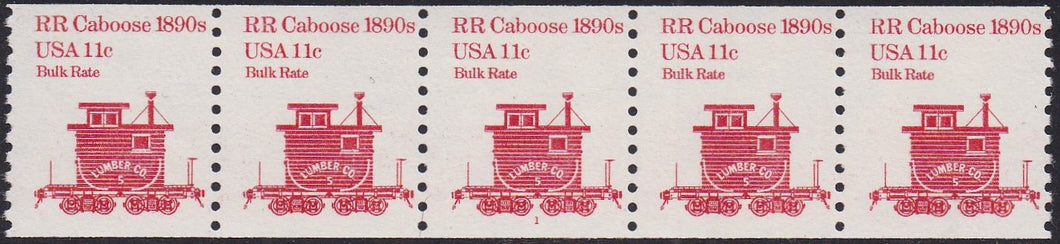 RR Caboose 1890s RR Caboose 1890s RR Caboose 1890s RR Caboose 1890s RR Caboose 1890s
USA 11c USA 11c USA 11c USA 11c USA 11c
Bulk Rate Bulk Rate Bulk Rate Bulk Rate Bulk Rate
LUMBER CO. LUMBER CO. LUMBER CO. LUMBER CO. LUMBER CO.
5 5 5 5 5
1